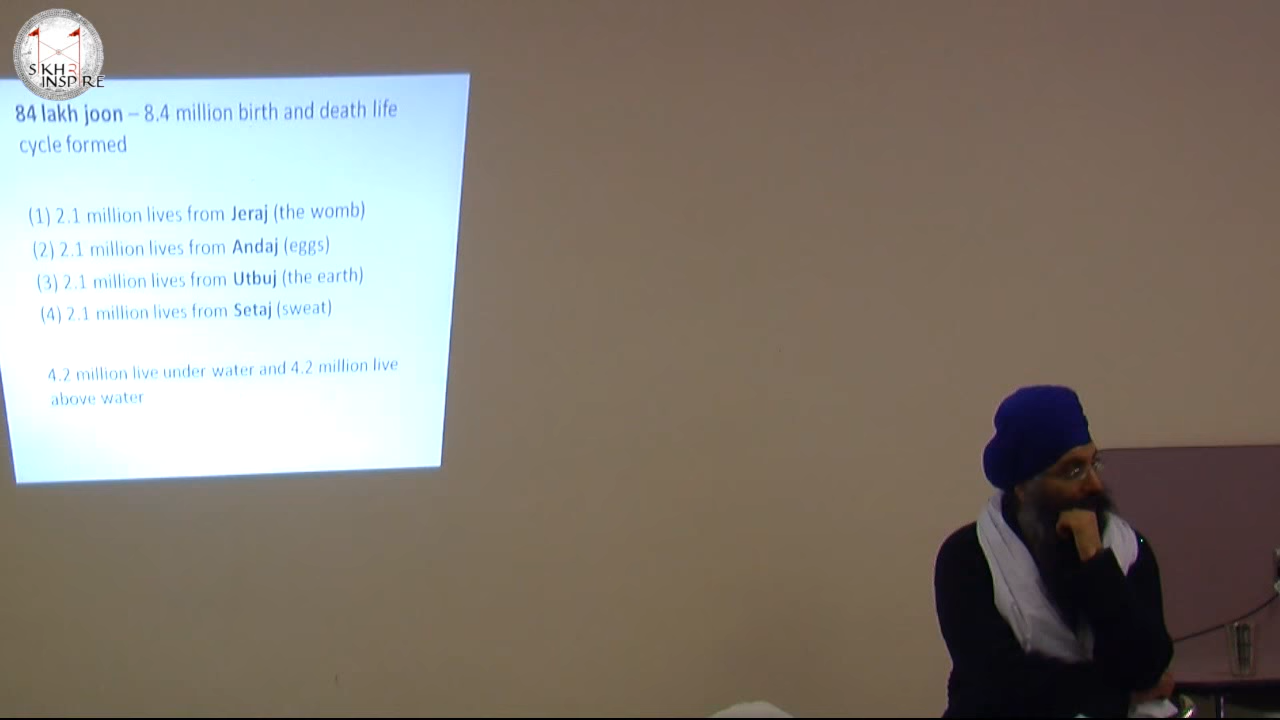 SIKHR
INSPIRE
84 lakh joon – 8.4 million birth and death life
cycle formed
(1) 2.1 million lives from Jeraj (the womb)
(2) 2.1 million lives from Andaj (eggs)
(3) 2.1 million lives from Utbuj (the earth)
(4) 2.1 million lives from Setaj (sweat)
4.2 million live under water and 4.2 million live
above water